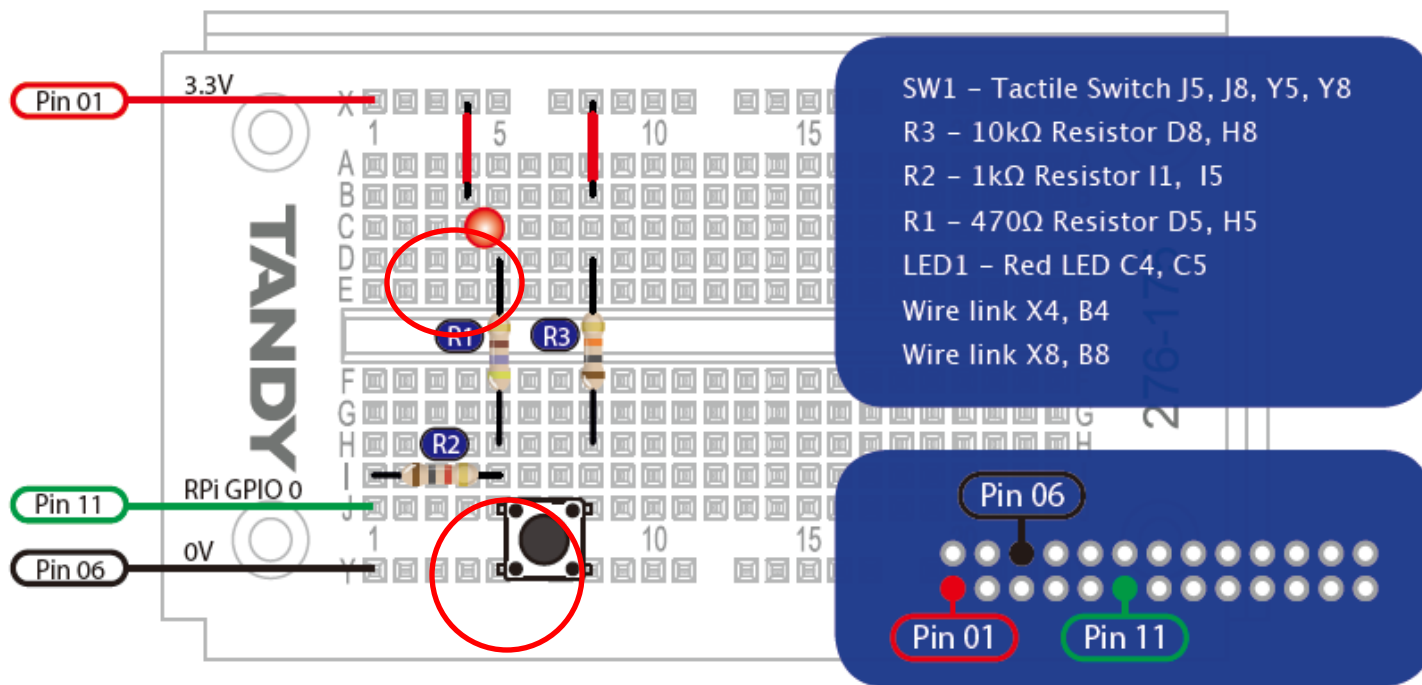 Pin 01
3.3V
X
1 5 10 15
A
B
C
D
E
R1 R3
F
G G
H H
R2
I
Pin 11
RPi GPIO 0
J
1 10 15
Pin 06
0V
Y
TANDY
SW1 – Tactile Switch J5, J8, Y5, Y8
R3 – 10kΩ Resistor D8, H8
R2 – 1kΩ Resistor I1, I5
R1 – 470Ω Resistor D5, H5
LED1 – Red LED C4, C5
Wire link X4, B4
Wire link X8, B8
Pin 06
Pin 01
Pin 11